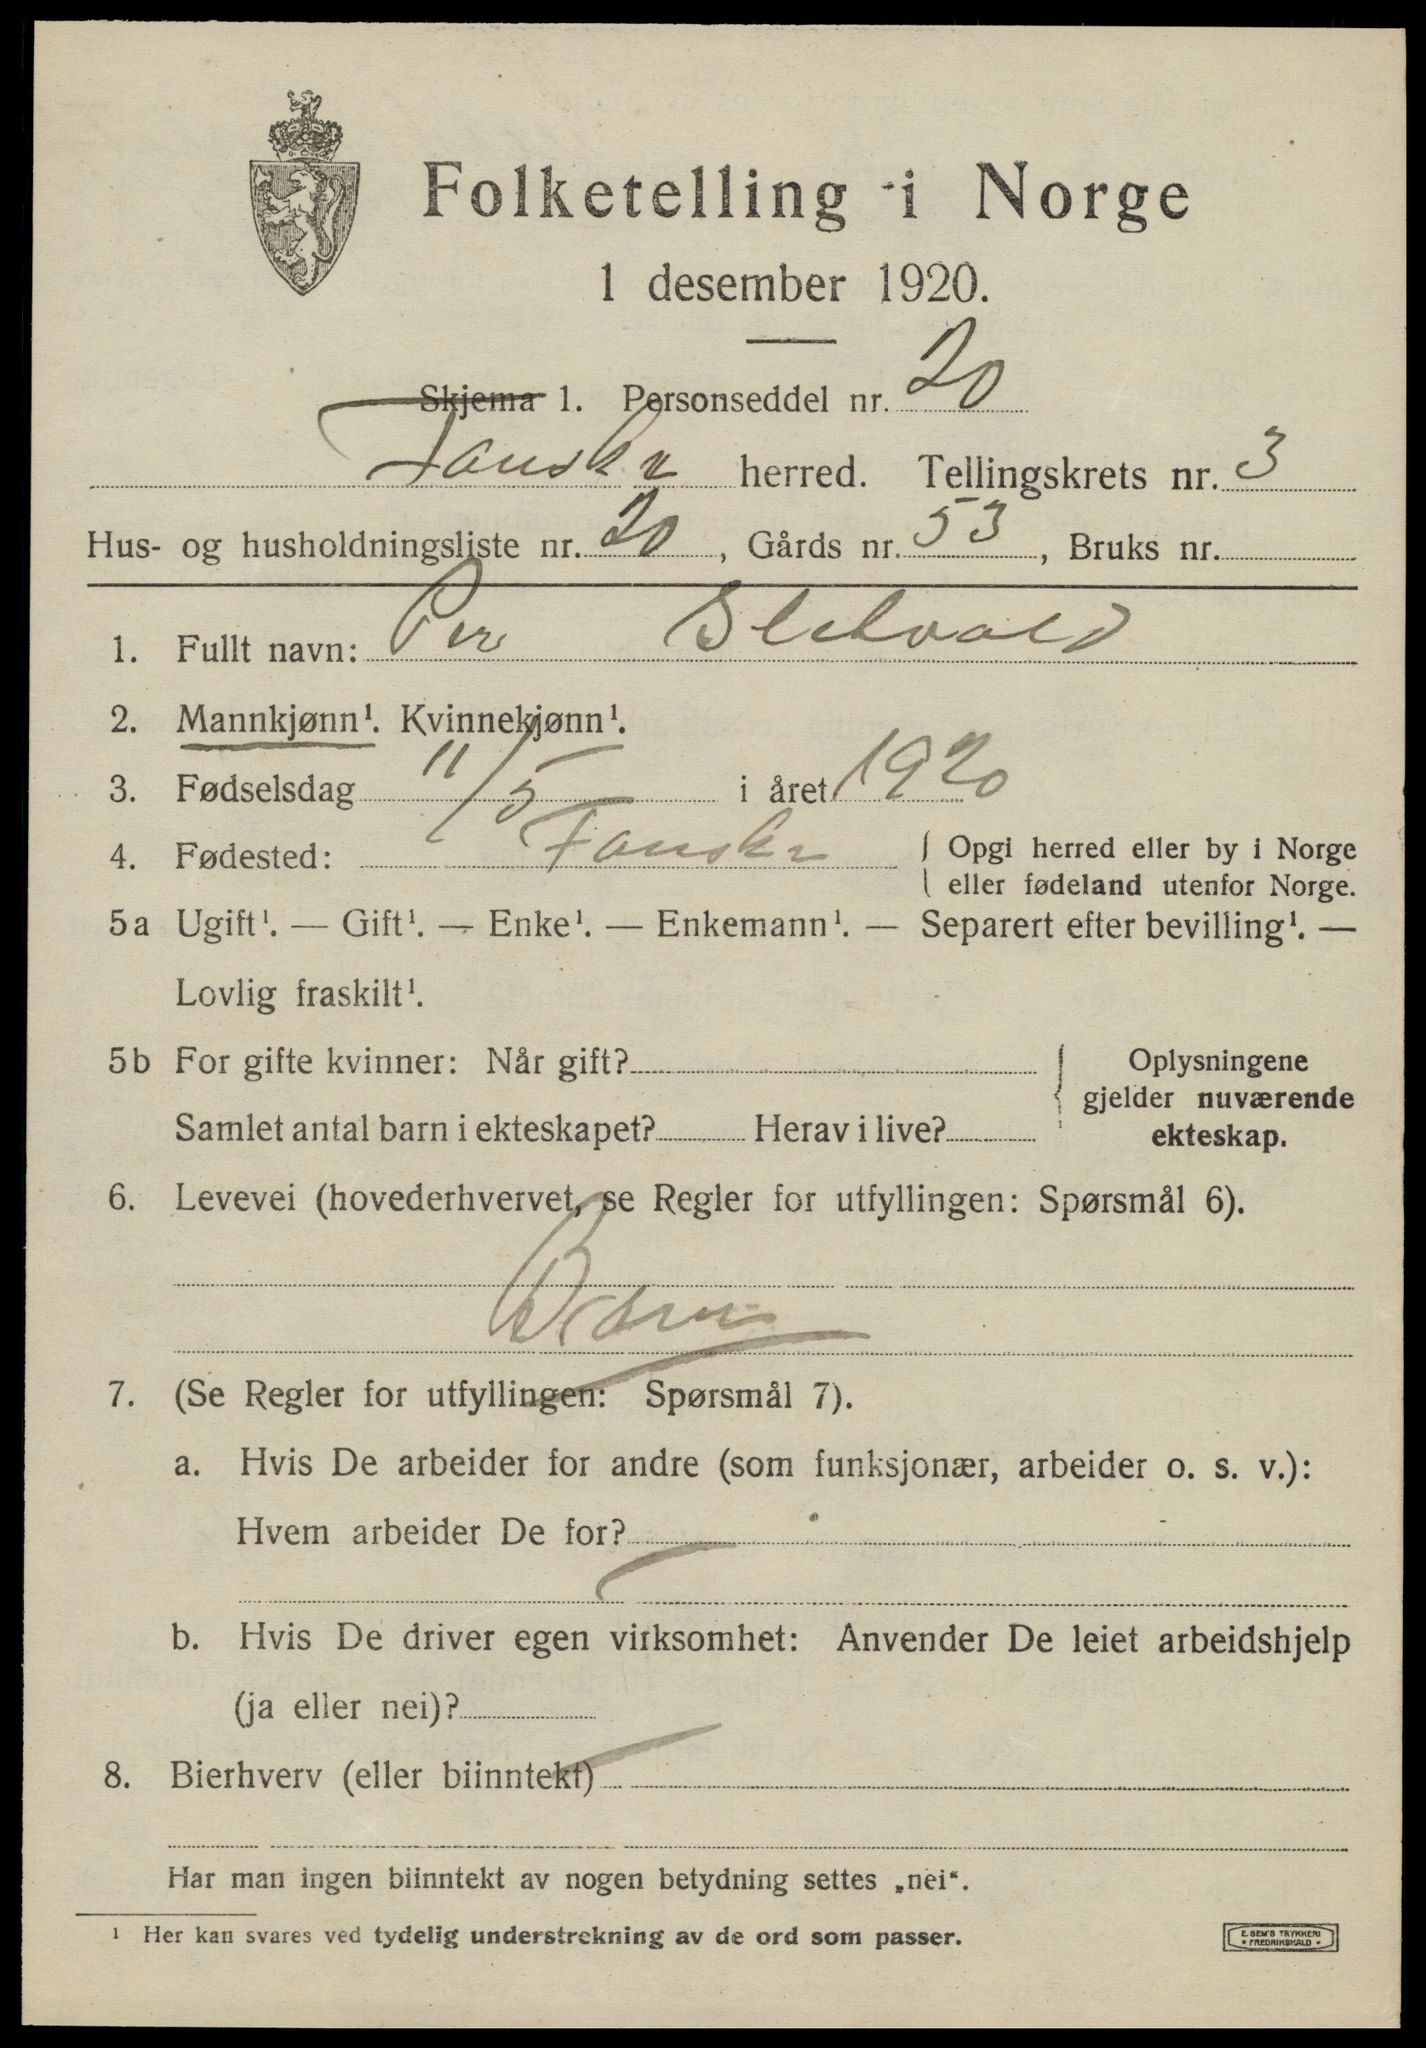 Folketelling i Norge
1 desember 1920.
Skjema 1. Personseddel nr. 20
Fauske herred. Tellingskrets nr. 3
Hus- og husholdningsliste nr. 20, Gårds nr. 53, Bruks nr.
1. Fullt navn: Per
2. Mannkjønn¹. Kvinnekjønn¹.
3. Fødselsdag 11/5 i året 1920
4. Fødested: Fauske { Opgi herred eller by i Norge
eller fødeland utenfor Norge.
5a Ugift¹. — Gift¹. — Enke¹. — Enkemann¹. — Separert efter bevilling¹. —
Lovlig fraskilt¹.
5b For gifte kvinner: Når gift? { Oplysningene
gjelder nuværende
Samlet antal barn i ekteskapet? Herav i live? ekteskap.
6. Levevei (hovederhvervet, se Regler for utfyllingen: Spørsmål 6).
Barn
7. (Se Regler for utfyllingen: Spørsmål 7).
a. Hvis De arbeider for andre (som funksjonær, arbeider o. s. v.):
Hvem arbeider De for?
b. Hvis De driver egen virksomhet: Anvender De leiet arbeidshjelp
(ja eller nei)?
8. Bierhverv (eller biinntekt)
Har man ingen biinntekt av nogen betydning settes „nei“.
¹ Her kan svares ved tydelig understrekning av de ord som passer.
E. SEM'S TRYKKERI
• FREDRIKSHALD •